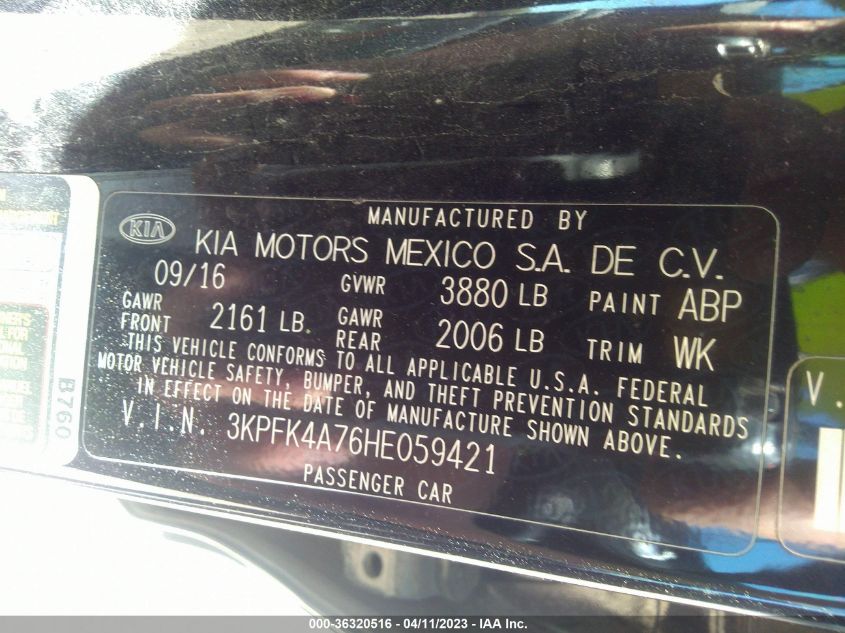 MANUFACTURED BY
KIA
KIA MOTORS MEXICO S.A. DE C.V.
09/16 GVWR 3880 LB PAINT ABP
GAWR FRONT 2161 LB. GAWR REAR 2006 LB TRIM WK
THIS VEHICLE CONFORMS TO ALL APPLICABLE U.S.A. FEDERAL
MOTOR VEHICLE SAFETY, BUMPER, AND THEFT PREVENTION STANDARDS
IN EFFECT ON THE DATE OF MANUFACTURE SHOWN ABOVE.
V.I.N. 3KPFK4A76HE059421
PASSENGER CAR
B760
V.
000-36320516 - 04/11/2023 - IAA Inc.